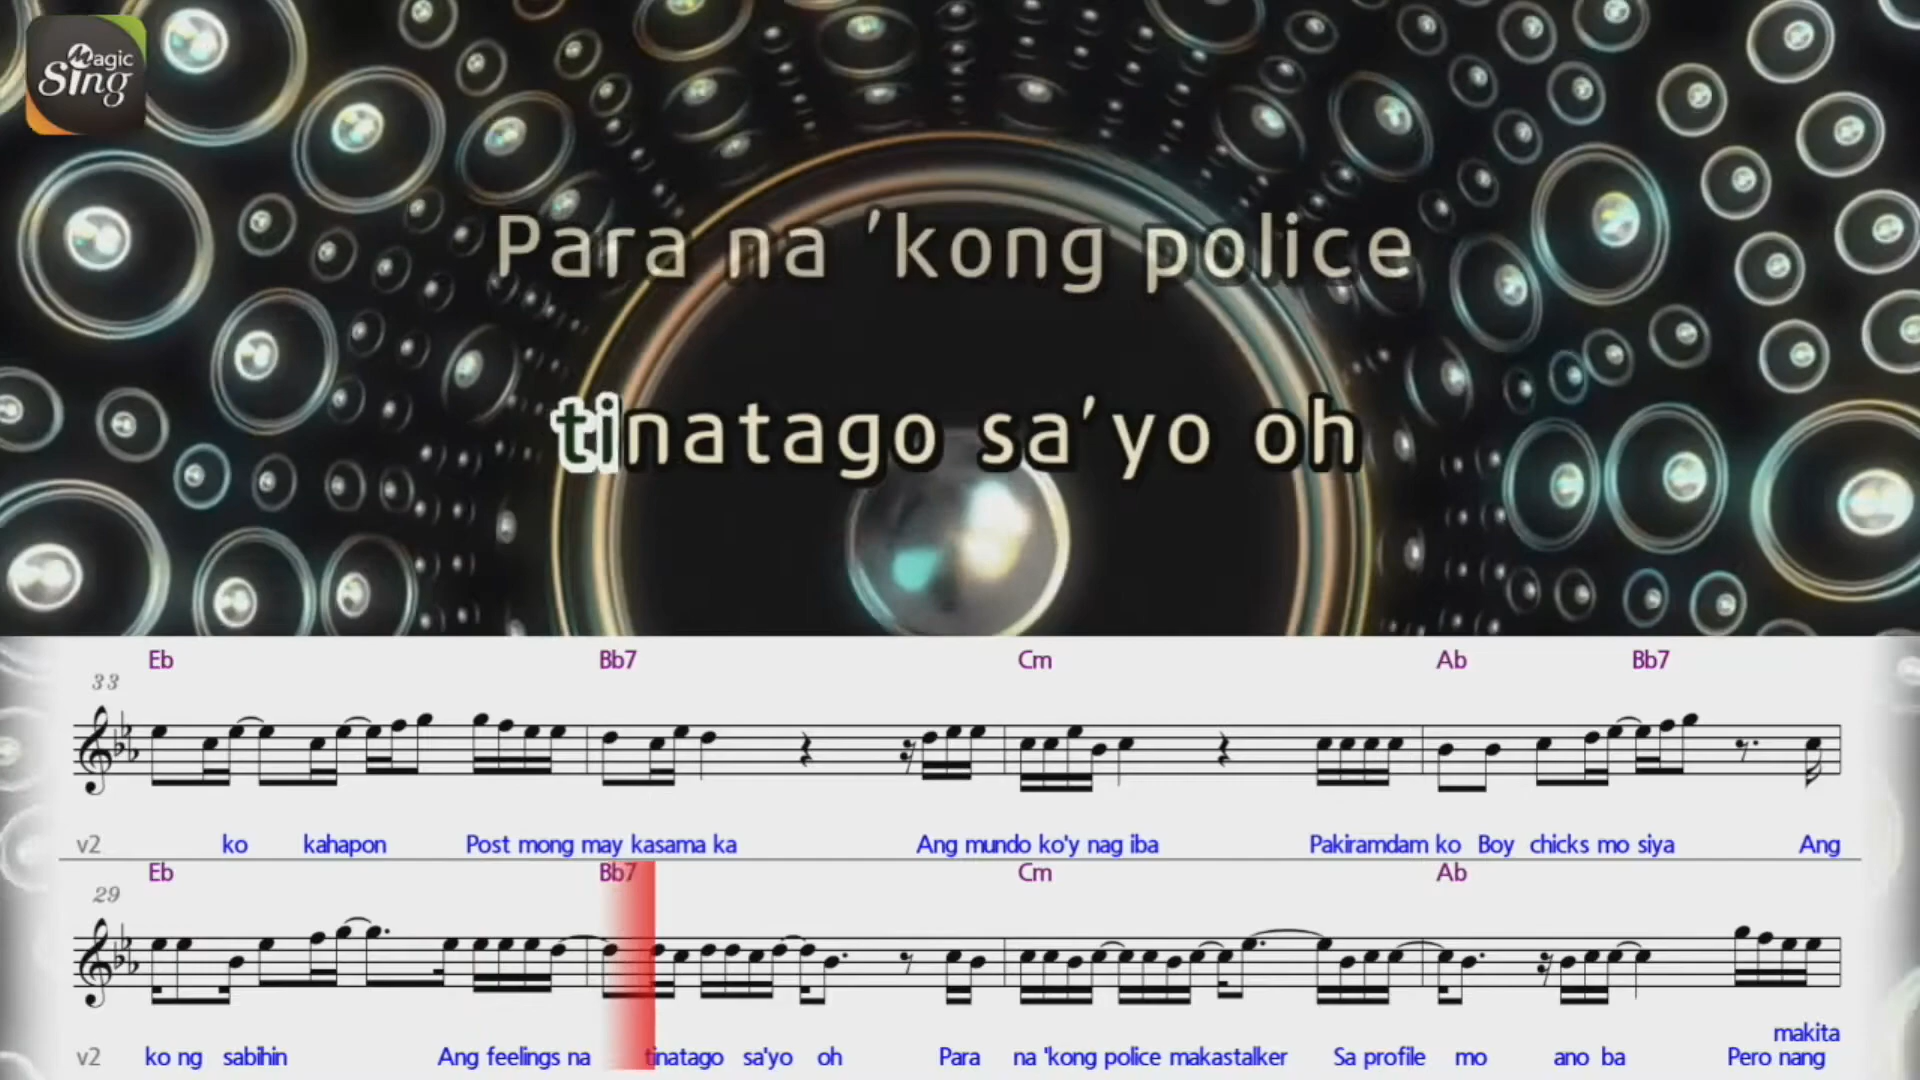 Magic
Sing
Para na 'kong police
tinatago sa'yo oh
Eb Bb7 Cm Ab Bb7
33
v2 ko kahapon Post mong may kasama ka Ang mundo ko'y nag iba Pakiramdam ko Boy chicks mo siya Ang
Eb Bb7 Cm Ab
29
makita
v2 ko ng sabihin Ang feelings na tinatago sa'yo oh Para na 'kong police makastalker Sa profile mo ano ba Pero nang